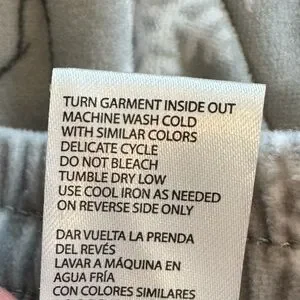 TURN GARMENT INSIDE OUT
MACHINE WASH COLD
WITH SIMILAR COLORS
DELICATE CYCLE
DO NOT BLEACH
TUMBLE DRY LOW
USE COOL IRON AS NEEDED
ON REVERSE SIDE ONLY
DAR VUELTA LA PRENDA
DEL REVÉS
LAVAR A MÁQUINA EN
AGUA FRÍA
CON COLORES SIMILARES